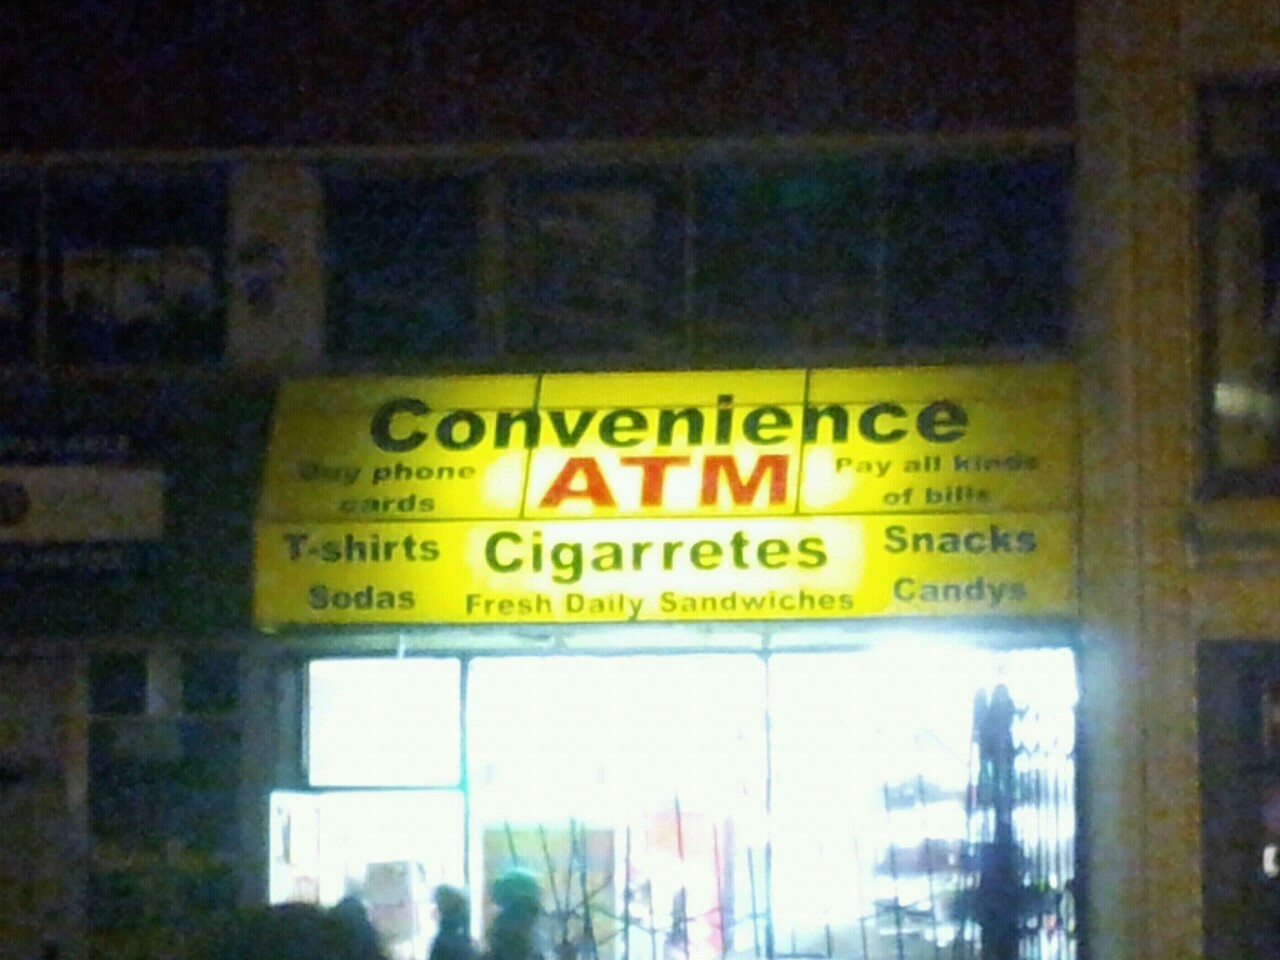 Convenience
Buy phone
cards
ATM
Pay all kinds
of bills
T-shirts
Cigarretes
Snacks
Sodas
Fresh Daily Sandwiches
Candys